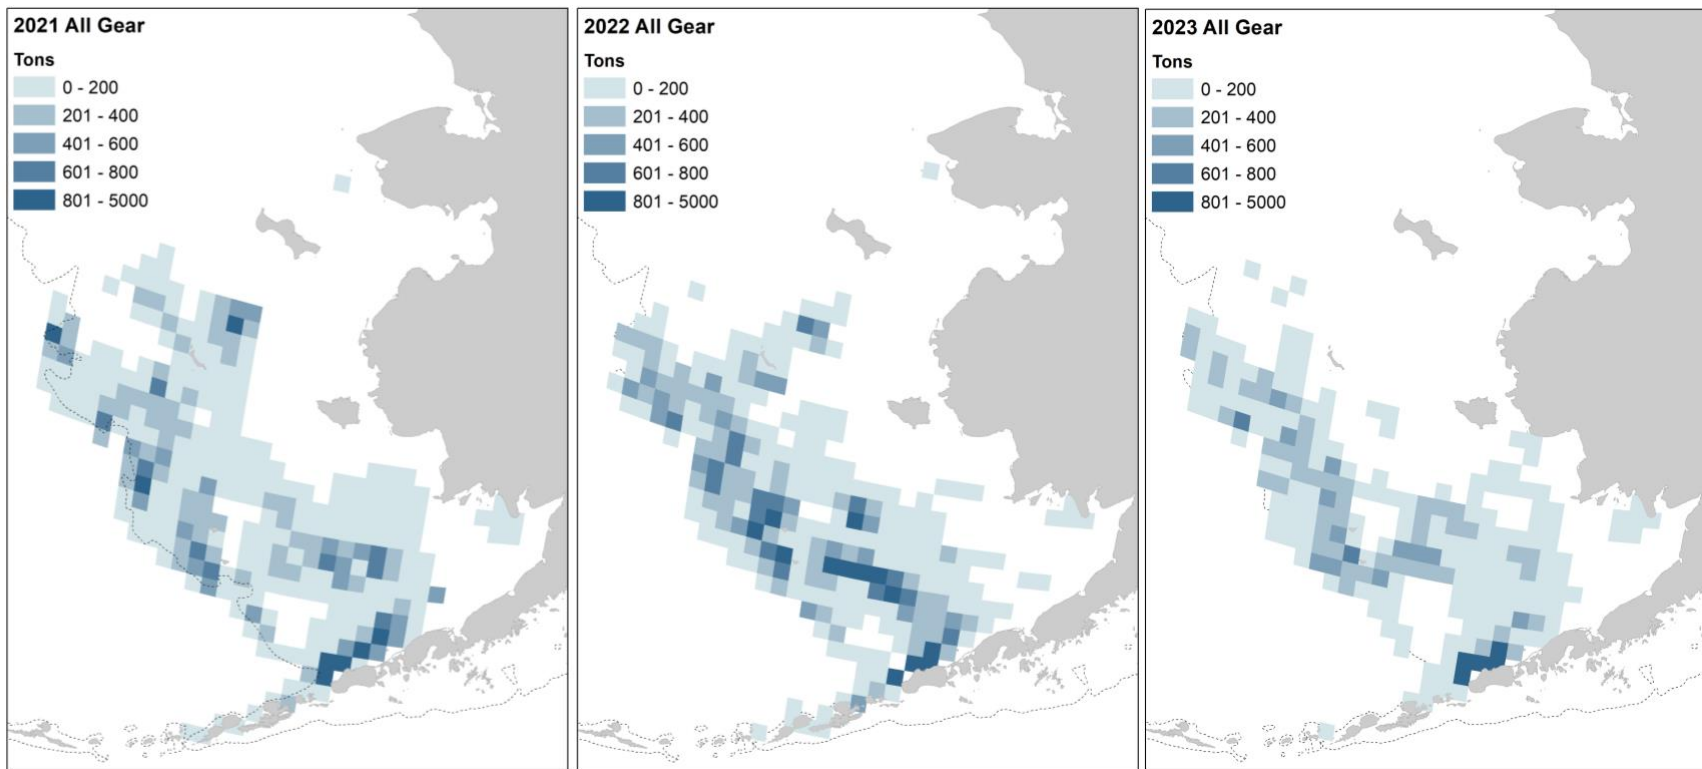 2021 All Gear
Tons
0 - 200
201 - 400
401 - 600
601 - 800
801 - 5000
2022 All Gear
Tons
0 - 200
201 - 400
401 - 600
601 - 800
801 - 5000
2023 All Gear
Tons
0 - 200
201 - 400
401 - 600
601 - 800
801 - 5000